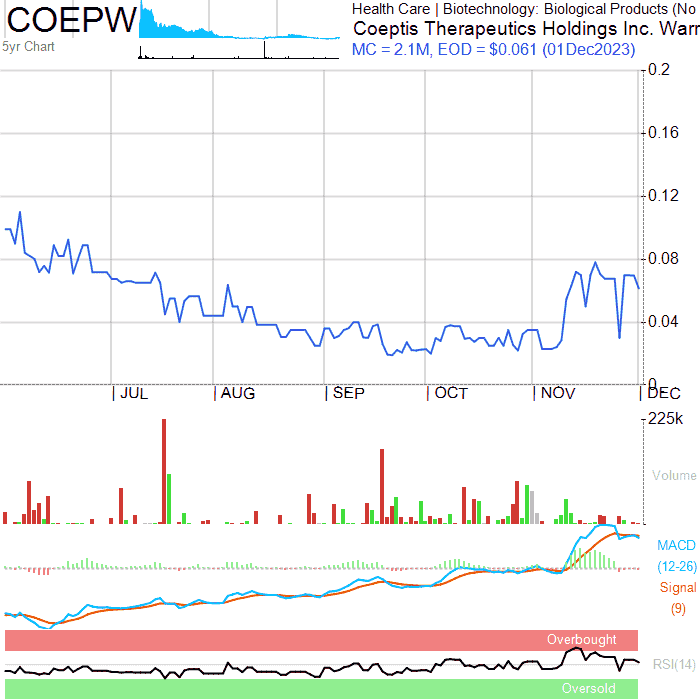 COEPW
5yr Chart
Health Care | Biotechnology: Biological Products (No
Coeptis Therapeutics Holdings Inc. Warr
MC = 2.1M, EOD = $0.061 (01Dec2023)
0.2
0.16
0.12
0.08
0.04
0
JUL AUG SEP OCT NOV DEC
225k
Volume
MACD
(12-26)
Signal
(9)
Overbought
RSI(14)
Oversold